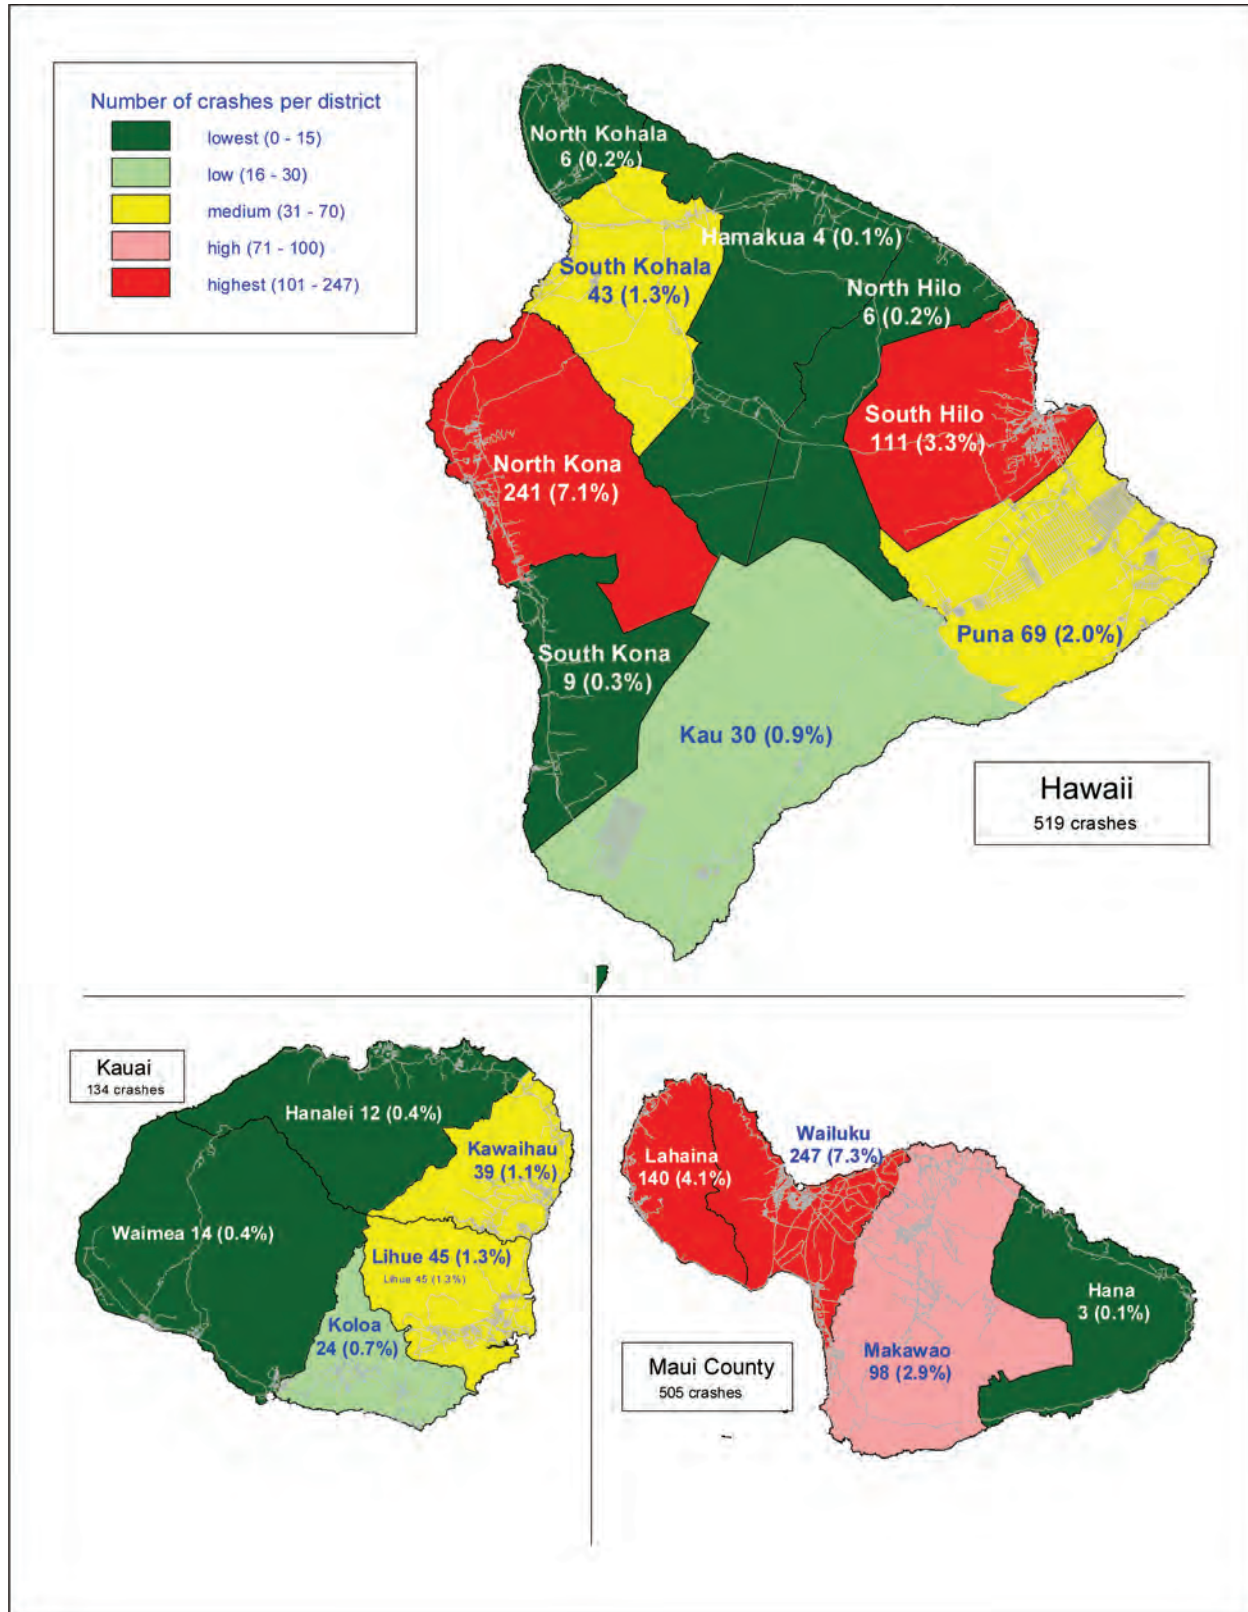 Number of crashes per district
lowest (0 - 15)
low (16 - 30)
medium (31 - 70)
high (71 - 100)
highest (101 - 247)
North Kohala
6 (0.2%)
Hamakua 4 (0.1%)
South Kohala
43 (1.3%)
North Hilo
6 (0.2%)
South Hilo
111 (3.3%)
North Kona
241 (7.1%)
Puna 69 (2.0%)
South Kona
9 (0.3%)
Kau 30 (0.9%)
Hawaii
519 crashes
Kauai
134 crashes
Hanalei 12 (0.4%)
Kawaihau
39 (1.1%)
Waimea 14 (0.4%)
Lihue 45 (1.3%)
Lihue 45 (1.3%)
Koloa
24 (0.7%)
Wailuku
247 (7.3%)
Lahaina
140 (4.1%)
Hana
3 (0.1%)
Makawao
98 (2.9%)
Maui County
505 crashes